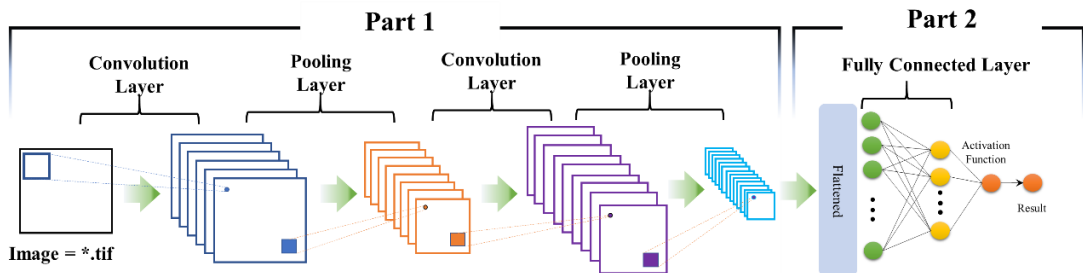 Part 1
Part 2
Convolution
Layer
Pooling
Layer
Convolution
Layer
Pooling
Layer
Fully Connected Layer
Image = *.tif
Flattened
Activation
Function
Result